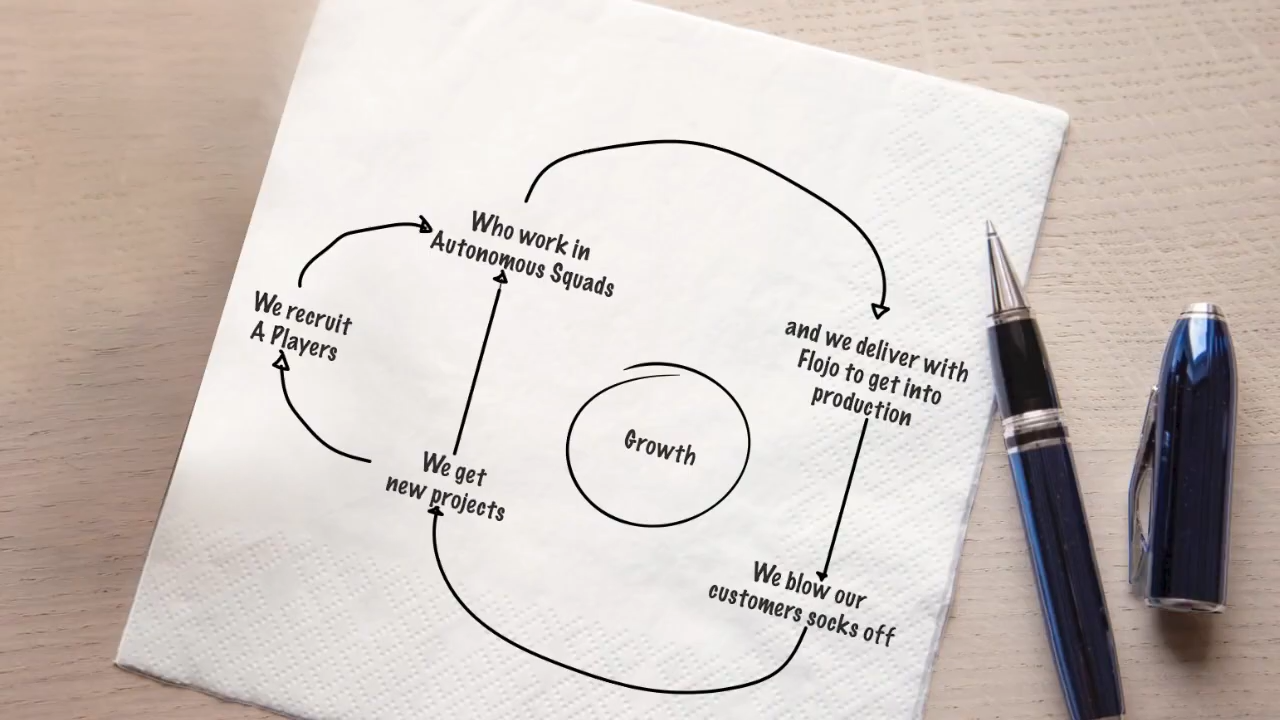 Who work in
Autonomous Squads
We recruit
A Players
and we deliver with
Flojo to get into
production
Growth
We get
new projects
We blow our
customers socks off